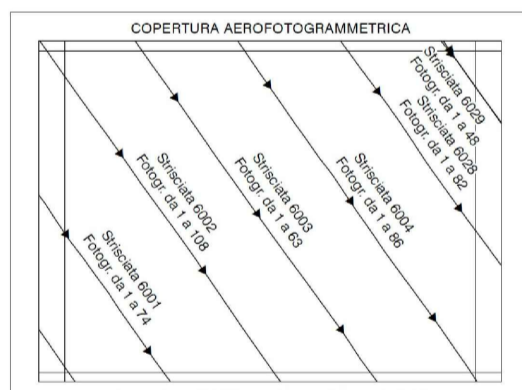 COPERTURA AEROFOTOGRAMMETRICA
Strisciata 6029
Fotogr. da 1 a 48
Strisciata 6028
Fotogr. da 1 a 82
Strisciata 6004
Fotogr. da 1 a 86
Strisciata 6003
Fotogr. da 1 a 63
Strisciata 6002
Fotogr. da 1 a 108
Strisciata 6001
Fotogr. da 1 a 74